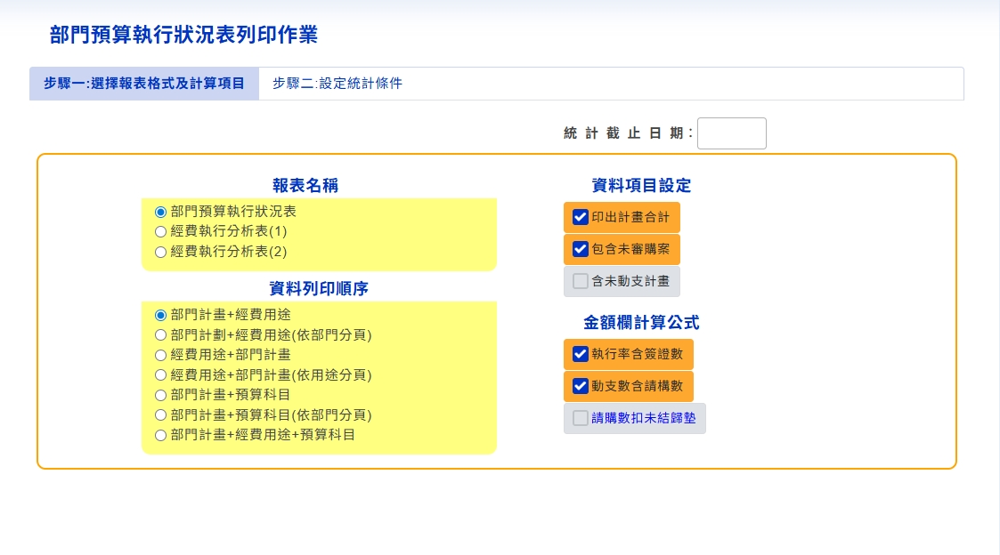 部門預算執行狀況表列印作業
步驟一:選擇報表格式及計算項目
步驟二:設定統計條件
統計截止日期:
報表名稱
部門預算執行狀況表
經費執行分析表(1)
經費執行分析表(2)
資料列印順序
部門計畫+經費用途
部門計劃+經費用途(依部門分頁)
經費用途+部門計畫
經費用途+部門計畫(依用途分頁)
部門計畫+預算科目
部門計畫+預算科目(依部門分頁)
部門計畫+經費用途+預算科目
資料項目設定
印出計畫合計
包含未審購案
含未動支計畫
金額欄計算公式
執行率含簽證數
動支數含請構數
請購數扣未結歸墊